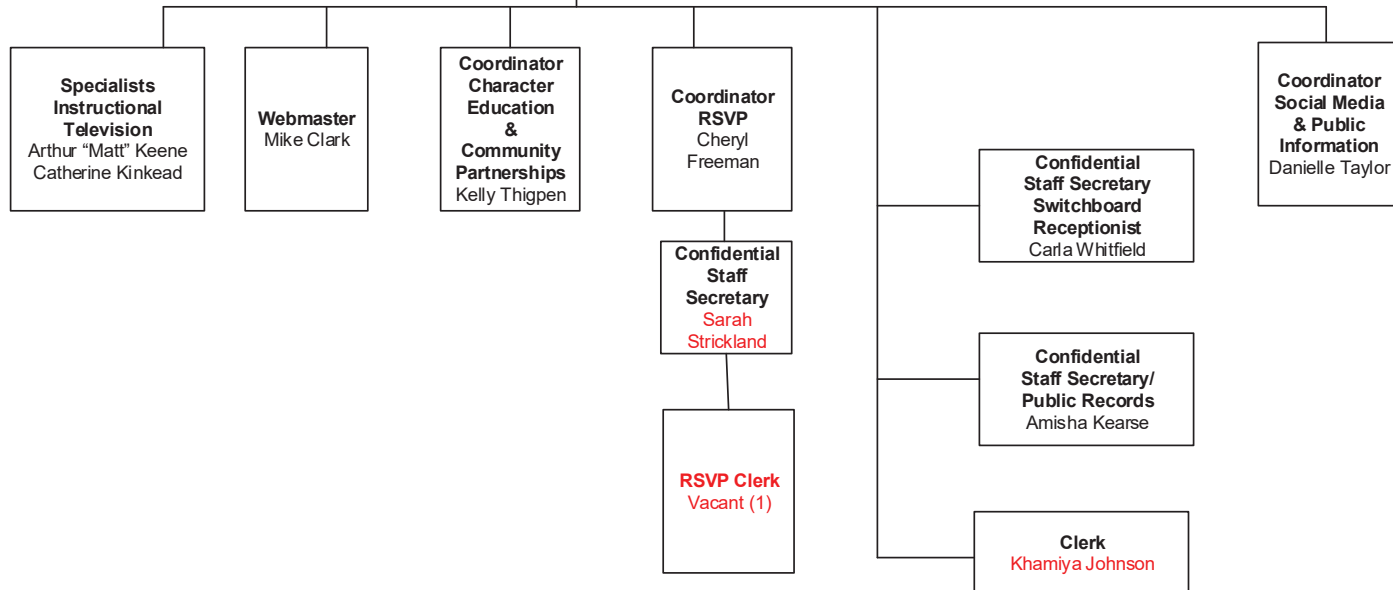 Specialists
Instructional
Television
Arthur “Matt” Keene
Catherine Kinkead
Webmaster
Mike Clark
Coordinator
Character
Education
&
Community
Partnerships
Kelly Thigpen
Coordinator
RSVP
Cheryl
Freeman
Coordinator
Social Media
& Public
Information
Danielle Taylor
Confidential
Staff Secretary
Switchboard
Receptionist
Carla Whitfield
Confidential
Staff
Secretary
Sarah
Strickland
Confidential
Staff Secretary/
Public Records
Amisha Kearse
RSVP Clerk
Vacant (1)
Clerk
Khamiya Johnson